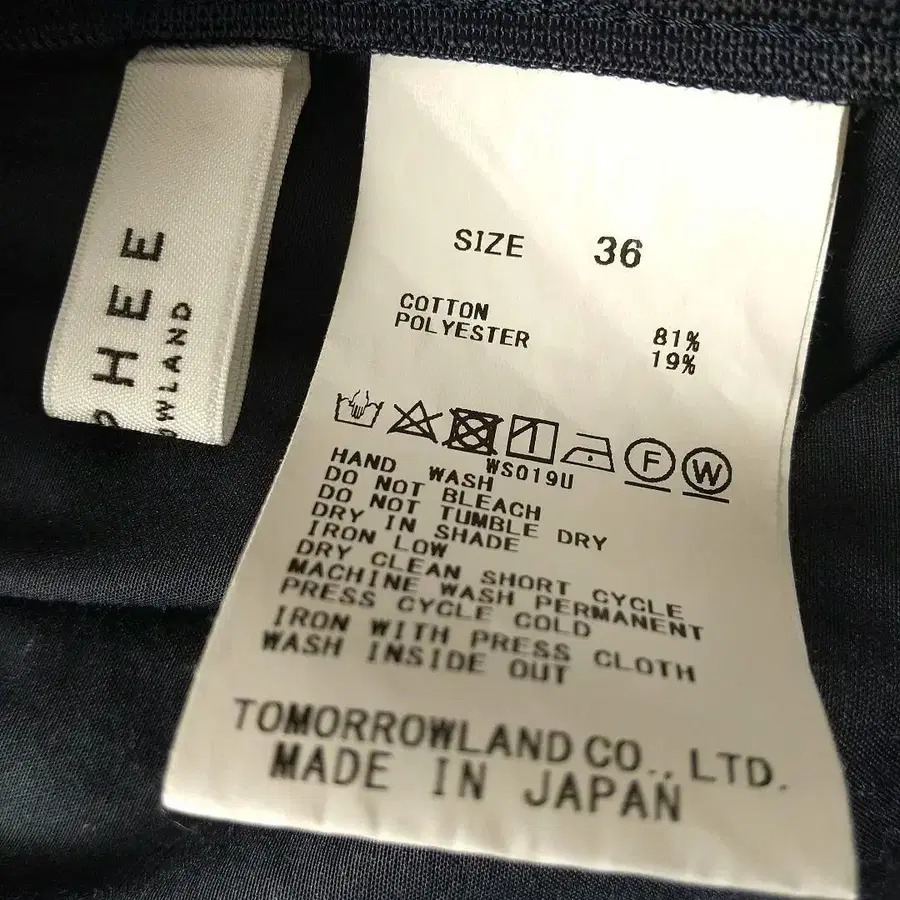 HEE
OWLAND
SIZE 36
COTTON 81%
POLYESTER 19%
F W
WS019U
HAND WASH
DO NOT BLEACH
DO NOT TUMBLE DRY
DRY IN SHADE
IRON LOW
DRY CLEAN SHORT CYCLE
MACHINE WASH PERMANENT
PRESS CYCLE COLD
IRON WITH PRESS CLOTH
WASH INSIDE OUT
TOMORROWLAND CO., LTD.
MADE IN JAPAN